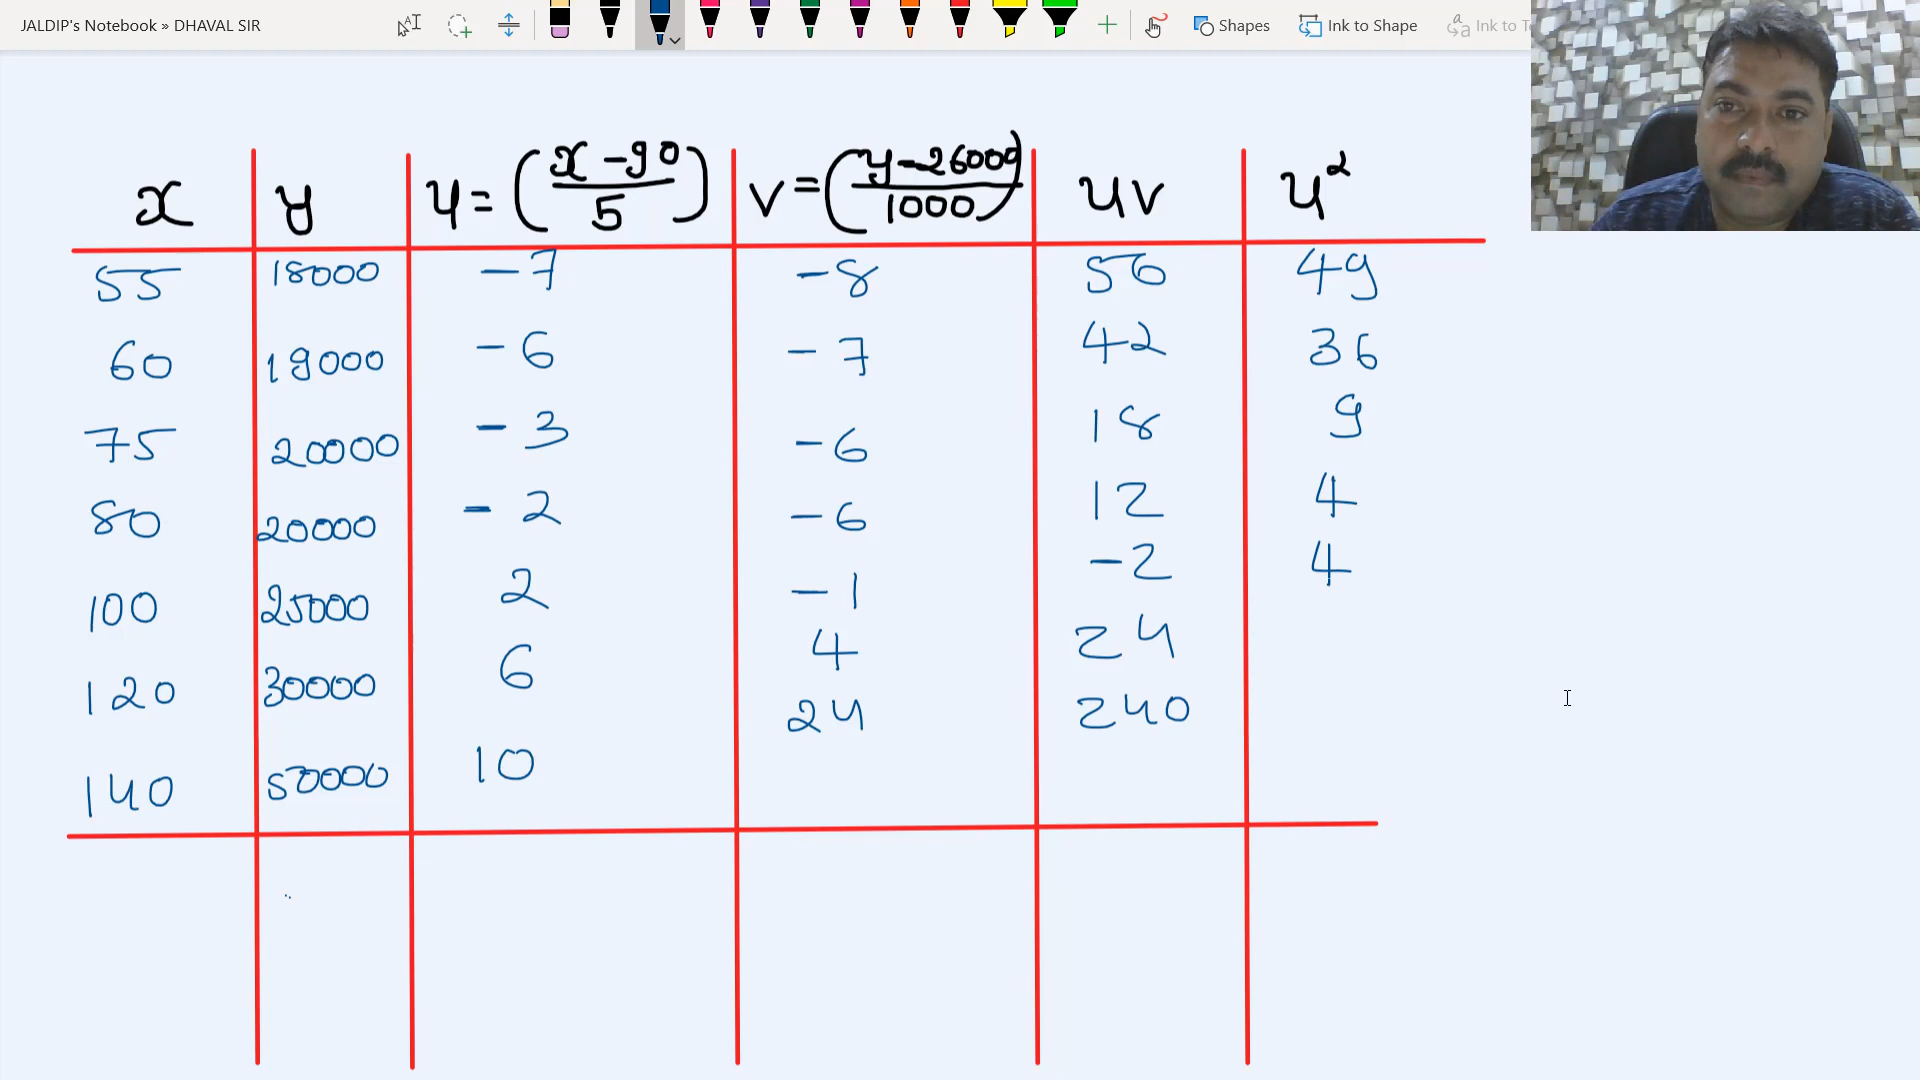 JALDIP's Notebook » DHAVAL SIR
Shapes Ink to Shape Ink to
x y u = (x - 90 / 5) v = (y - 26000 / 1000) uv u²
55 18000 -7 -8 56 49
60 19000 -6 -7 42 36
75 20000 -3 -6 18 9
80 20000 -2 -6 12 4
100 25000 2 -1 -2 4
120 30000 6 4 24
140 50000 10 24 240